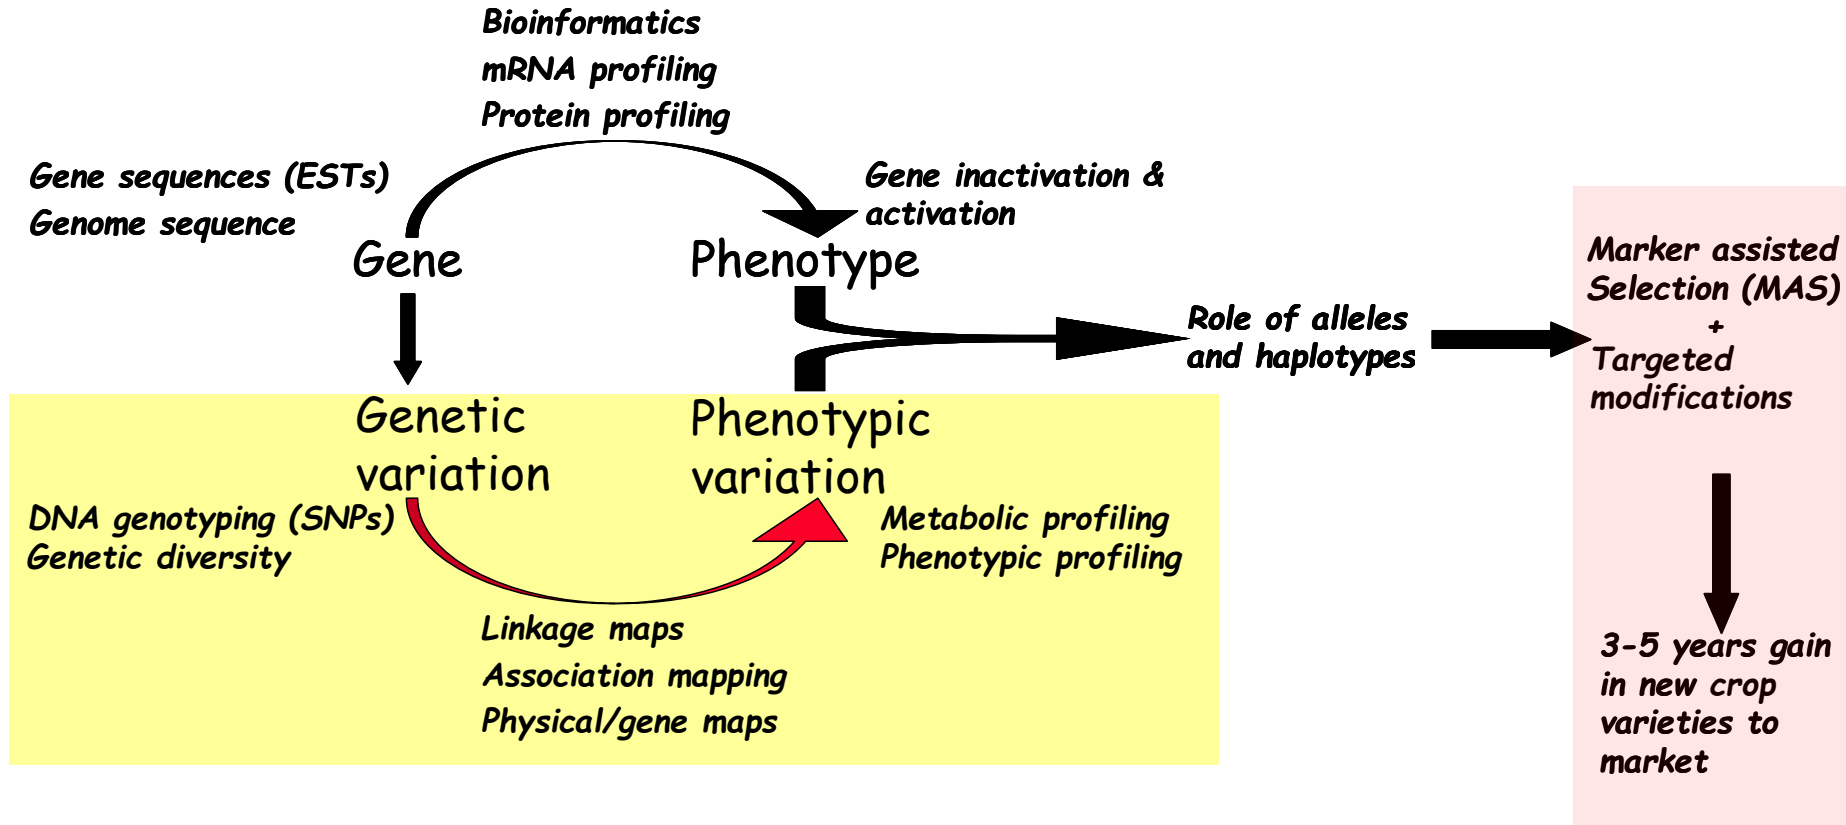 Bioinformatics
mRNA profiling
Protein profiling
Gene sequences (ESTs)
Genome sequence
Gene inactivation &
activation
Gene
Phenotype
Role of alleles
and haplotypes
Marker assisted
Selection (MAS)
+
Targeted
modifications
Genetic
variation
Phenotypic
variation
DNA genotyping (SNPs)
Genetic diversity
Metabolic profiling
Phenotypic profiling
Linkage maps
Association mapping
Physical/gene maps
3-5 years gain
in new crop
varieties to
market